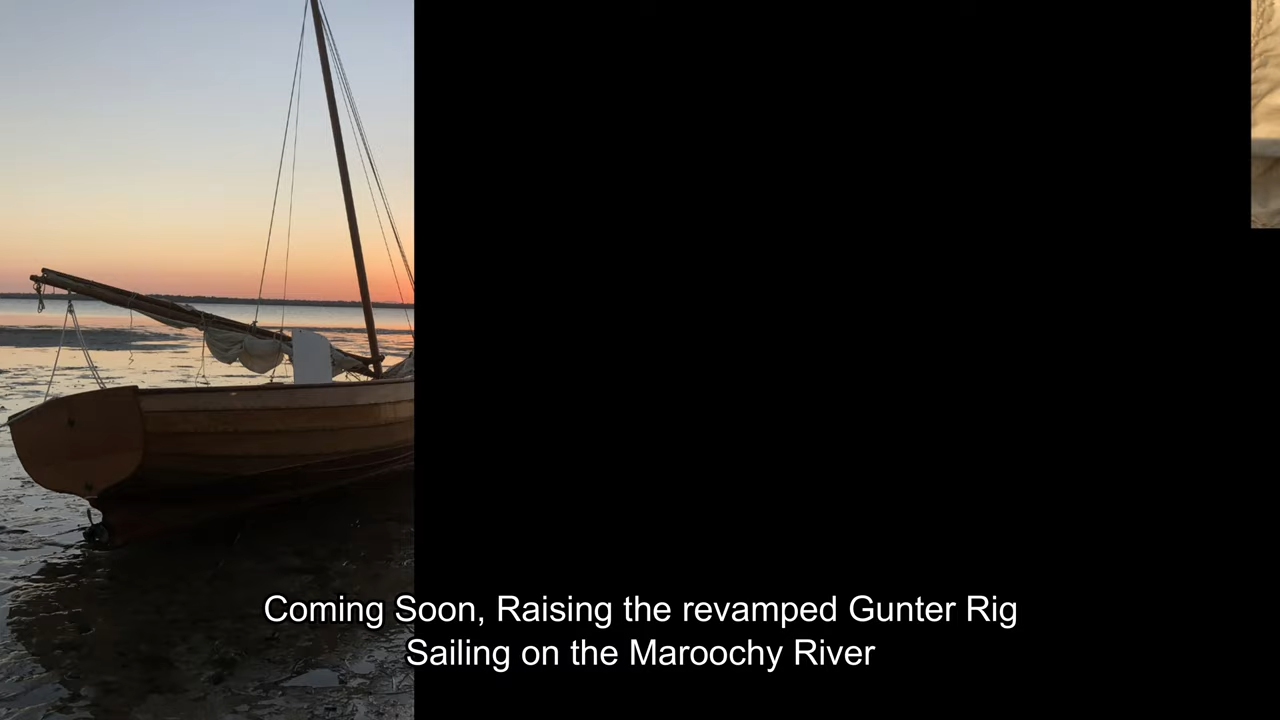 Coming Soon, Raising the revamped Gunter Rig
Sailing on the Maroochy River